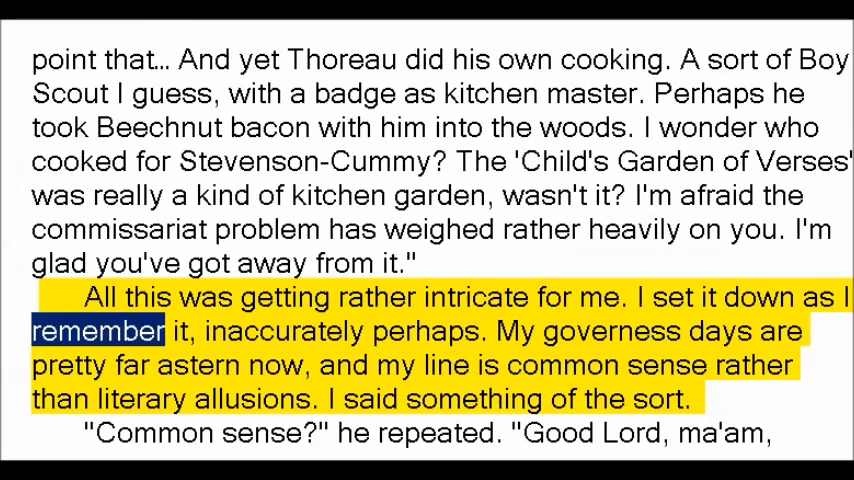 point that... And yet Thoreau did his own cooking. A sort of Boy
Scout I guess, with a badge as kitchen master. Perhaps he
took Beechnut bacon with him into the woods. I wonder who
cooked for Stevenson-Cummy? The 'Child's Garden of Verses'
was really a kind of kitchen garden, wasn't it? I'm afraid the
commissariat problem has weighed rather heavily on you. I'm
glad you've got away from it."
All this was getting rather intricate for me. I set it down as I
remember it, inaccurately perhaps. My governess days are
pretty far astern now, and my line is common sense rather
than literary allusions. I said something of the sort.
"Common sense?" he repeated. "Good Lord, ma'am,